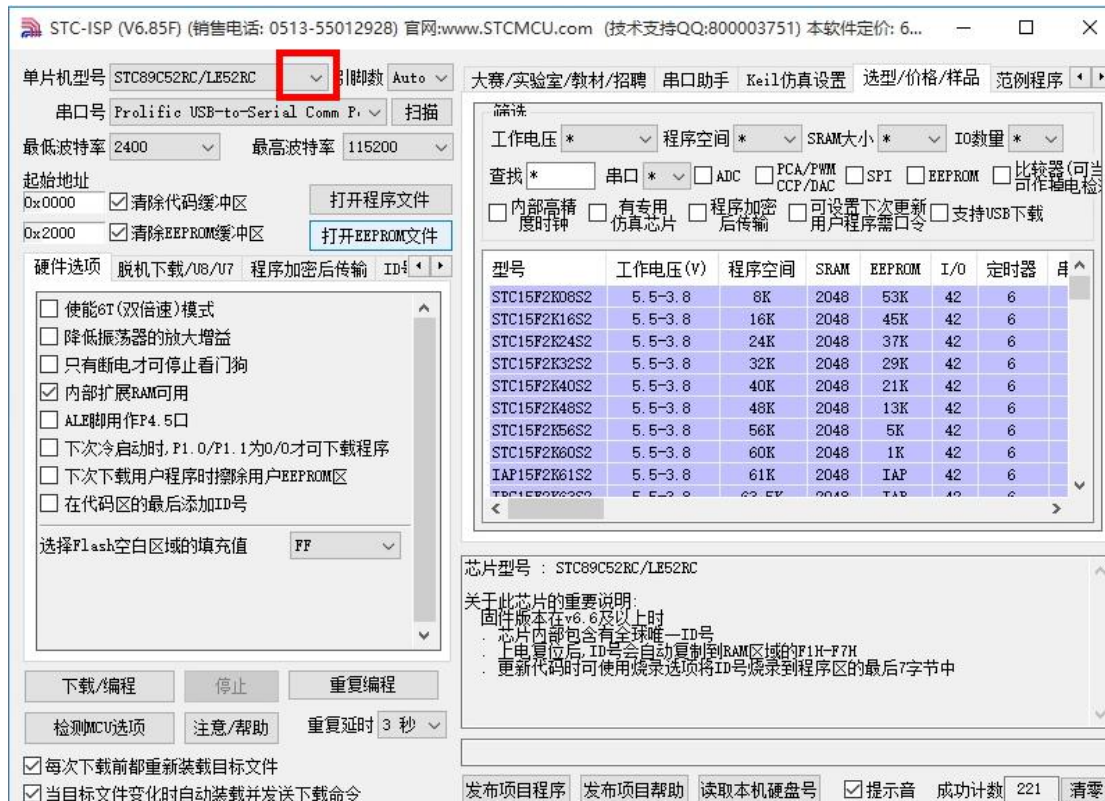 STC-ISP (V6.85F) (销售电话: 0513-55012928) 官网:www.STCMCU.com (技术支持QQ:800003751) 本软件定价: 6...
单片机型号 STC89C52RC/LE52RC 引脚数 Auto
串口号 Prolific USB-to-Serial Comm P 扫描
最低波特率 2400 最高波特率 115200
起始地址
0x0000 清除代码缓冲区 打开程序文件
0x2000 清除EEPROM缓冲区 打开EEPROM文件
硬件选项 脱机下载/U8/U7 程序加密后传输
使能6T(双倍速)模式
降低振荡器的放大增益
只有断电才可停止看门狗
内部扩展RAM可用
ALE脚用作P4.5口
下次冷启动时,P1.0/P1.1为0/0才可下载程序
下次下载用户程序时擦除用户EEPROM区
在代码区的最后添加ID号
选择Flash空白区域的填充值 FF
下载/编程 停止 重复编程
检测MCU选项 注意/帮助 重复延时 3 秒
每次下载前都重新装载目标文件
当目标文件变化时自动装载并发送下载命令
大赛/实验室/教材/招聘 串口助手 Keil仿真设置 选型/价格/样品 范例程序
筛选
工作电压 * 程序空间 * SRAM大小 * IO数量 *
查找 * 串口 * ADC PCA/PWM CCP/DAC SPI EEPROM 比较器(可当可作掉电检
内部高精度时钟 有专用仿真芯片 程序加密后传输 可设置下次更新用户程序需口令 支持USB下载
型号 工作电压(V) 程序空间 SRAM EEPROM I/O 定时器
STC15F2K08S2 5.5-3.8 8K 2048 53K 42 6
STC15F2K16S2 5.5-3.8 16K 2048 45K 42 6
STC15F2K24S2 5.5-3.8 24K 2048 37K 42 6
STC15F2K32S2 5.5-3.8 32K 2048 29K 42 6
STC15F2K40S2 5.5-3.8 40K 2048 21K 42 6
STC15F2K48S2 5.5-3.8 48K 2048 13K 42 6
STC15F2K56S2 5.5-3.8 56K 2048 5K 42 6
STC15F2K60S2 5.5-3.8 60K 2048 1K 42 6
IAP15F2K61S2 5.5-3.8 61K 2048 IAP 42 6
芯片型号 : STC89C52RC/LE52RC
关于此芯片的重要说明:
固件版本在v6.6及以上时
. 芯片内部包含有全球唯一ID号
. 上电复位后,ID号会自动复制到RAM区域的F1H-F7H
. 更新代码时可使用烧录选项将ID号烧录到程序区的最后7字节中
发布项目程序 发布项目帮助 读取本机硬盘号 提示音 成功计数 221 清零